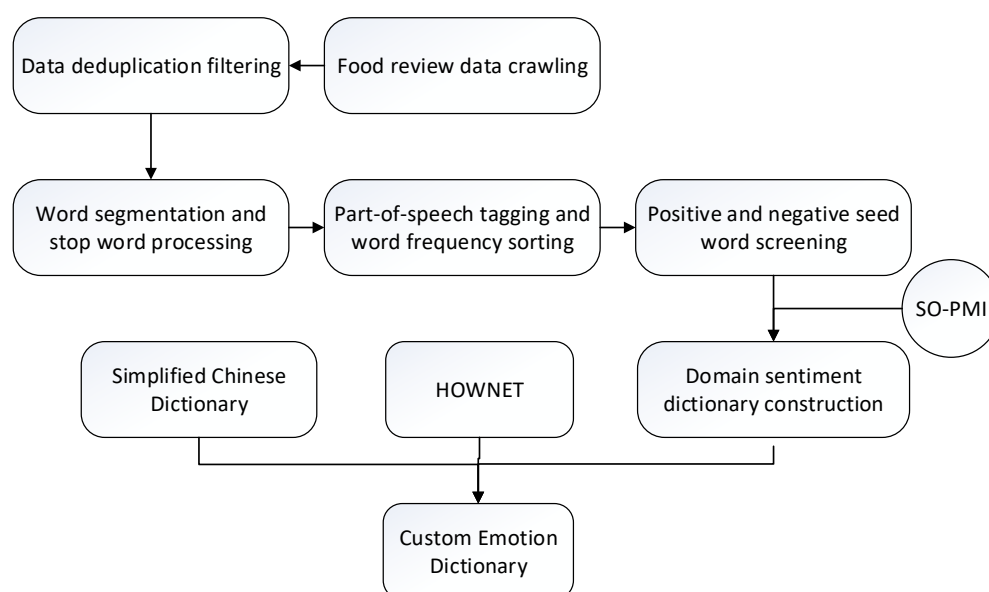 Data deduplication filtering
Food review data crawling
Word segmentation and
stop word processing
Part-of-speech tagging and
word frequency sorting
Positive and negative seed
word screening
SO-PMI
Simplified Chinese
Dictionary
HOWNET
Domain sentiment
dictionary construction
Custom Emotion
Dictionary